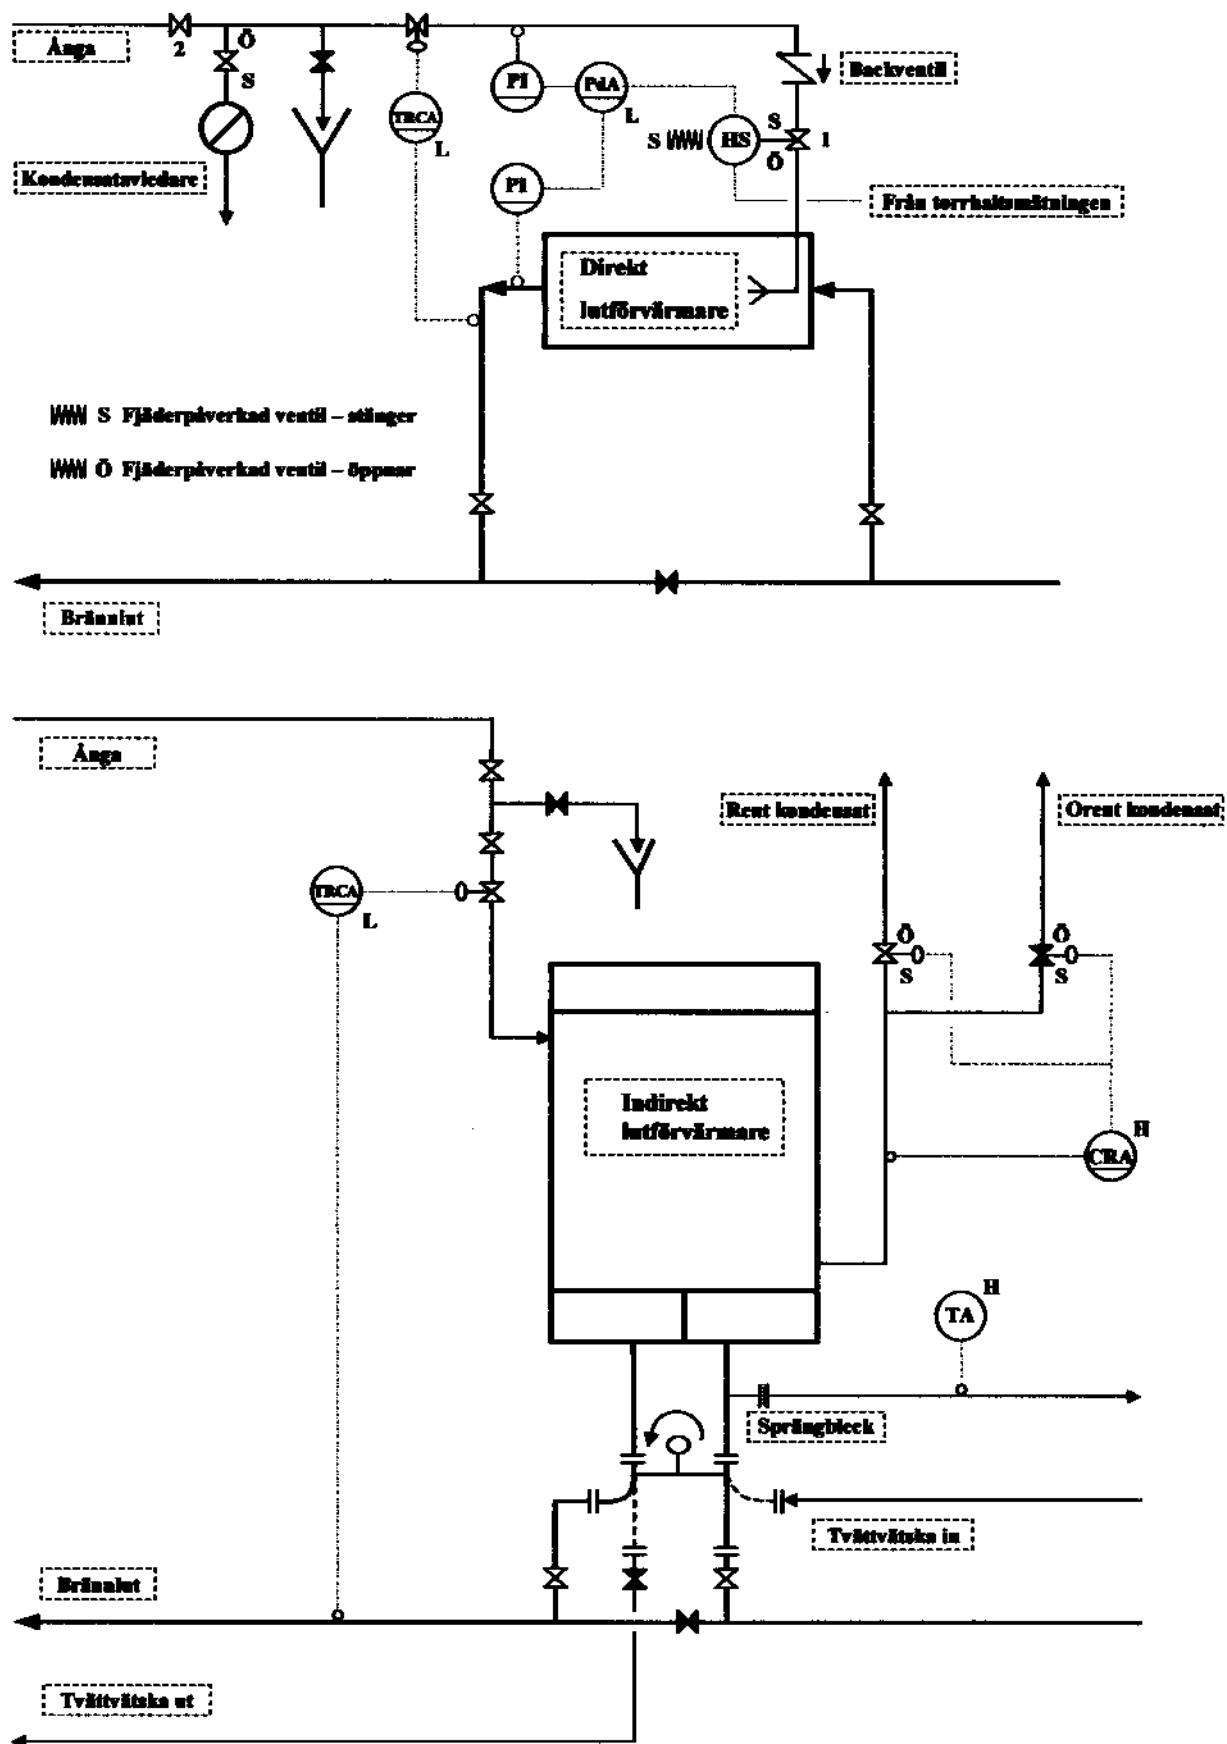 Ånga
2
Ö
S
Kondensatavledare
TRCA
L
PI
PdA
L
PI
S
HS
S
Ö
1
Backventil
Från torrhaltsmätningen
Direkt
lutförvärmare
S Fjäderpåverkad ventil – stänger
Ö Fjäderpåverkad ventil – öppnar
Brännlut
Ånga
TRCA
L
Rent kondensat
Orent kondensat
Ö
S
Ö
S
Indirekt
lutförvärmare
H
CRA
H
TA
Sprängbleck
Tvättvätska in
Brännlut
Tvättvätska ut